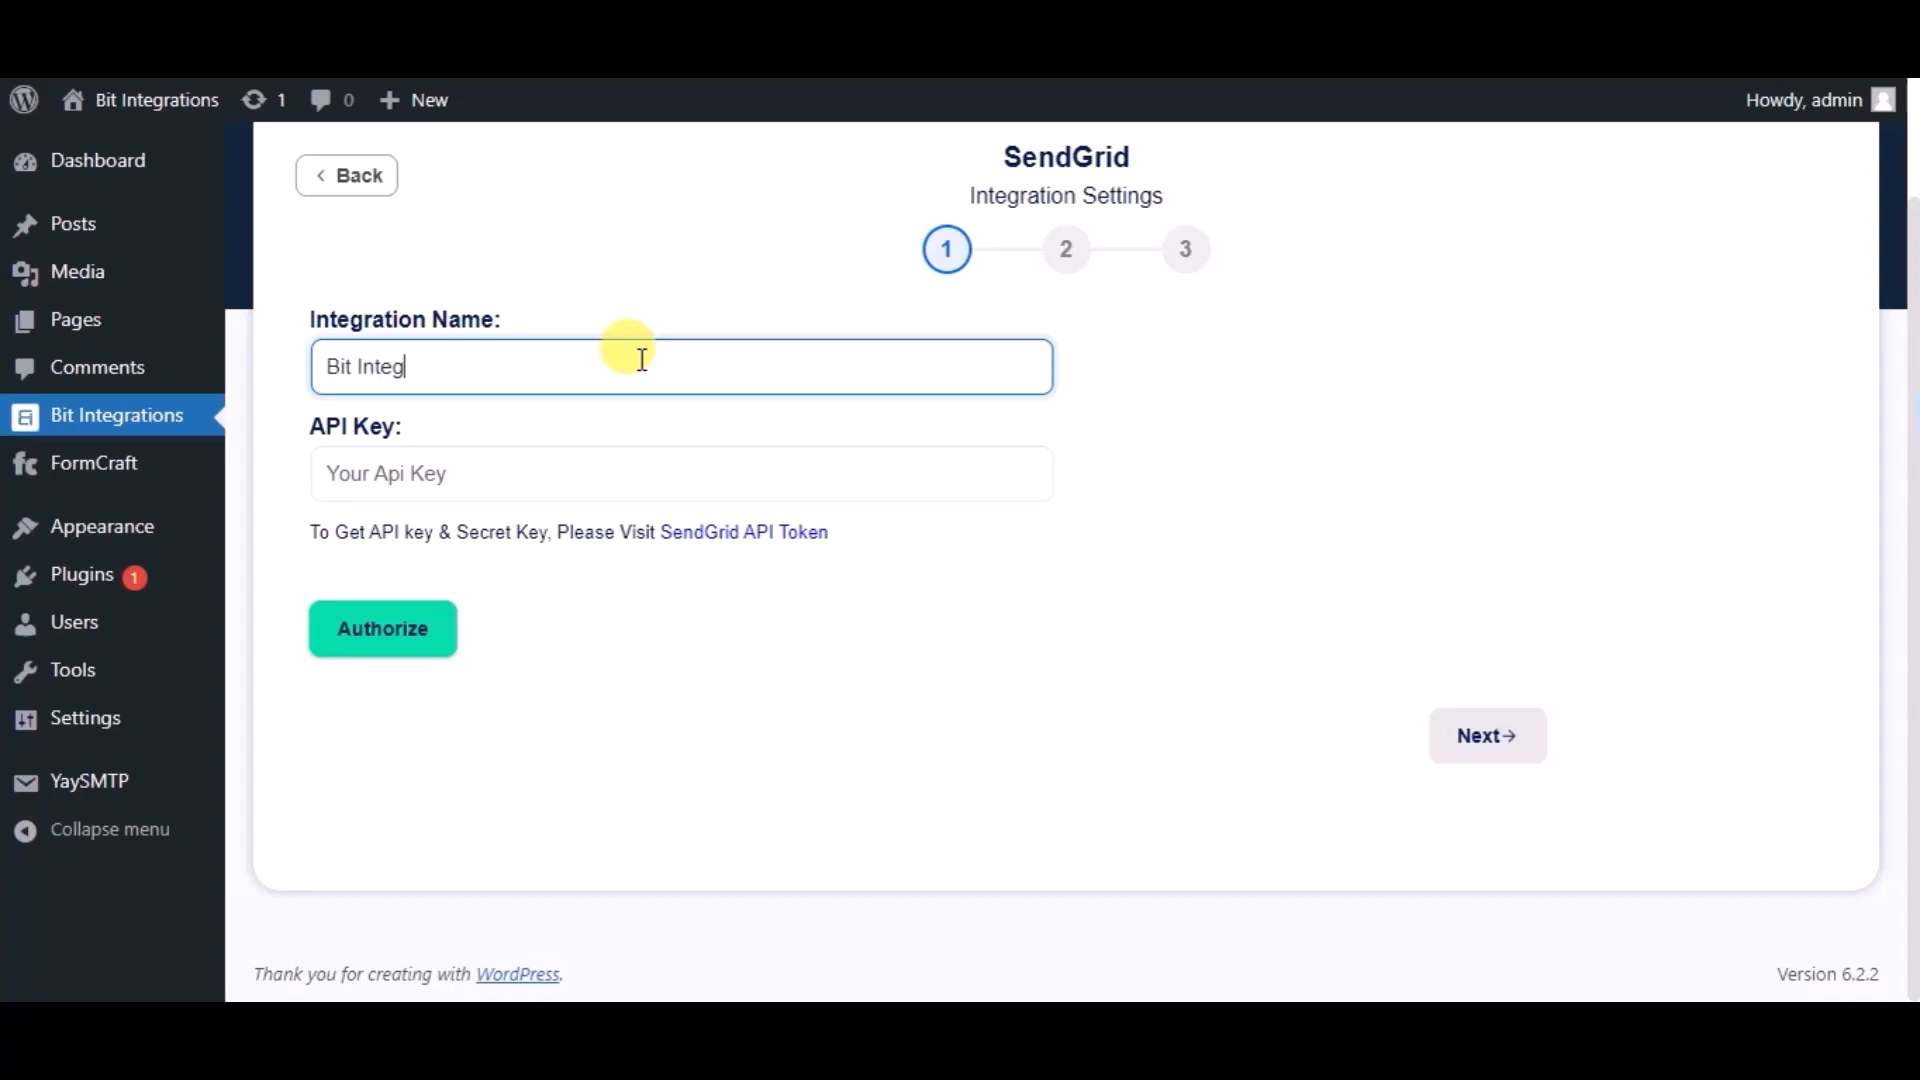 Bit Integrations 1 0 New Howdy, admin
Dashboard
Posts
Media
Pages
Comments
Bit Integrations
FormCraft
Appearance
Plugins 1
Users
Tools
Settings
YaySMTP
Collapse menu
Back
SendGrid
Integration Settings
1 2 3
Integration Name:
Bit Integ
API Key:
Your Api Key
To Get API key & Secret Key, Please Visit SendGrid API Token
Authorize
Next
Thank you for creating with WordPress.
Version 6.2.2